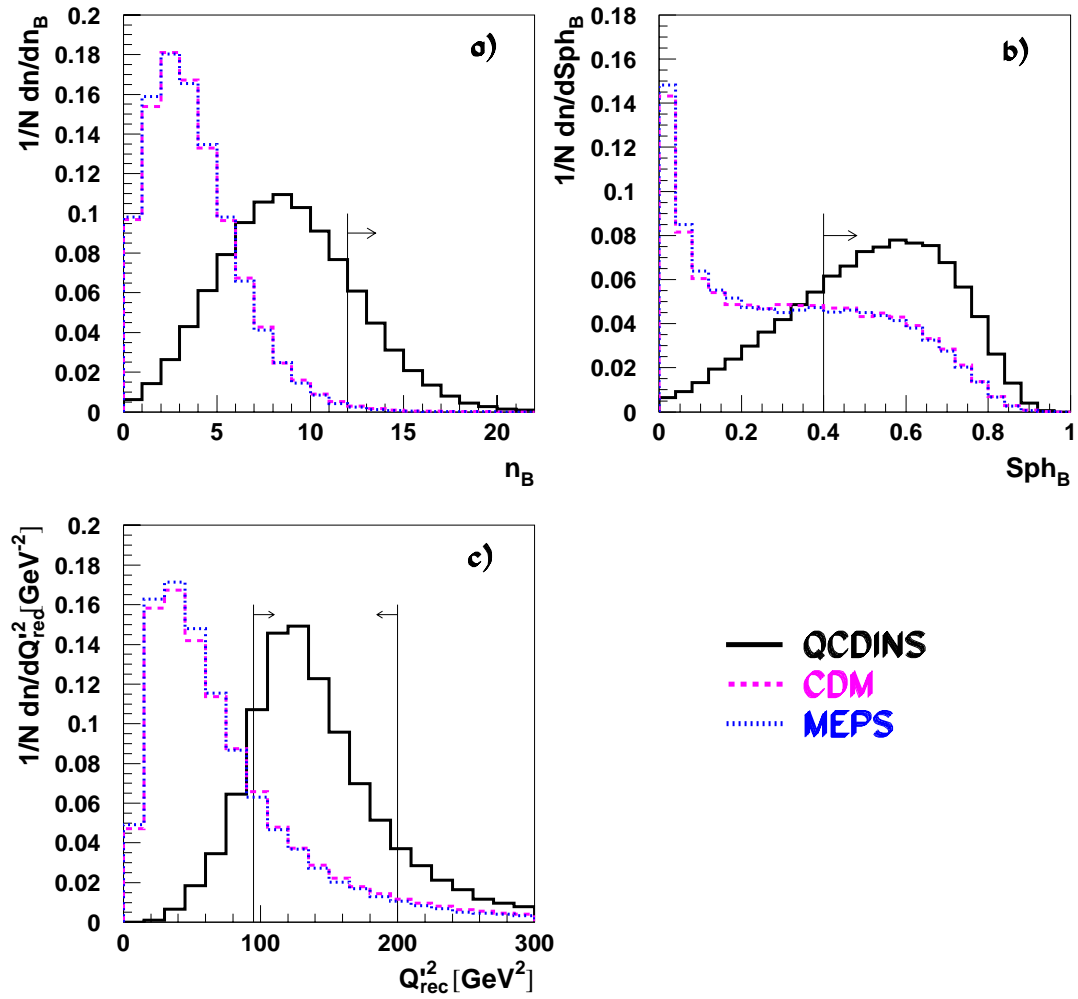 a)
1/N dn/dn_B
0.2
0.18
0.16
0.14
0.12
0.1
0.08
0.06
0.04
0.02
0
0 5 10 15 20
n_B
b)
1/N dn/dSph_B
0.2
0.18
0.16
0.14
0.12
0.1
0.08
0.06
0.04
0.02
0
0 0.2 0.4 0.6 0.8 1
Sph_B
c)
1/N dn/dQ'²_red [GeV⁻²]
0.2
0.18
0.16
0.14
0.12
0.1
0.08
0.06
0.04
0.02
0
0 100 200 300
Q'²_rec [GeV²]
QCDINS
CDM
MEPS